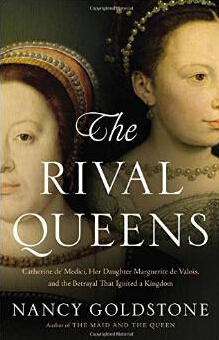 The
RIVAL
QUEENS
Catherine de Medici, Her Daughter Marguerite de Valois,
and the Betrayal That Ignited a Kingdom
NANCY GOLDSTONE
Author of THE MAID AND THE QUEEN